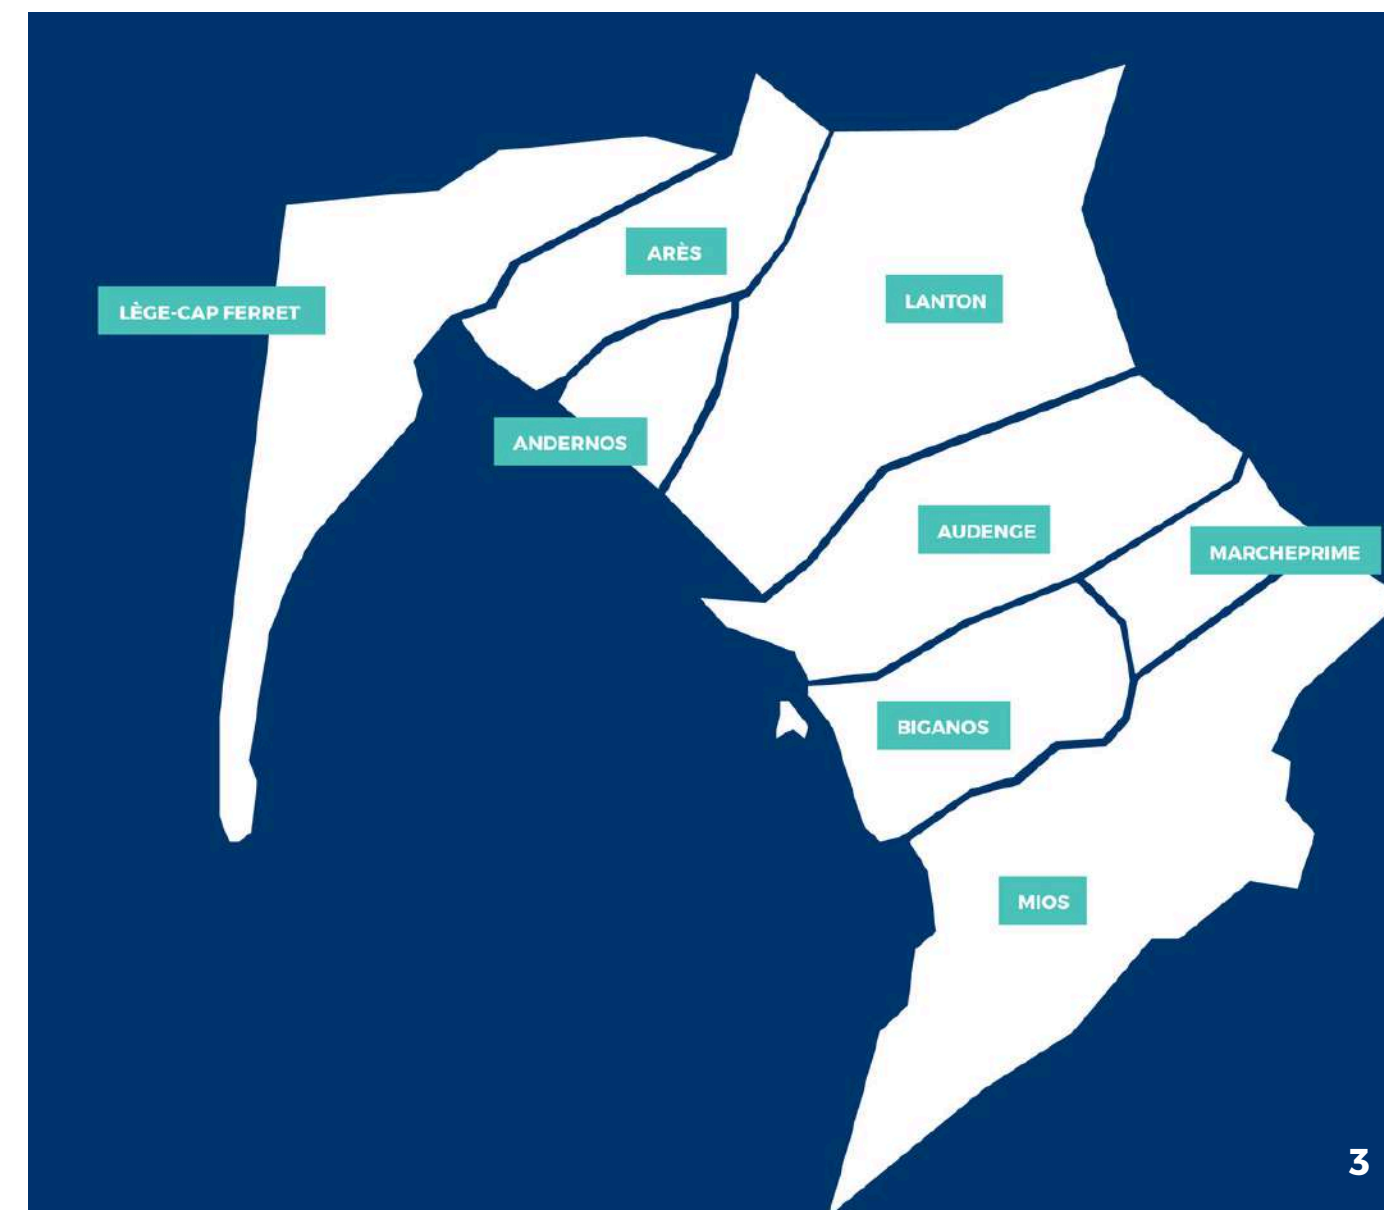 ARÈS
LANTON
LÈGE-CAP FERRET
ANDERNOS
AUDENGE
MARCHEPRIME
BIGANOS
MIOS
3